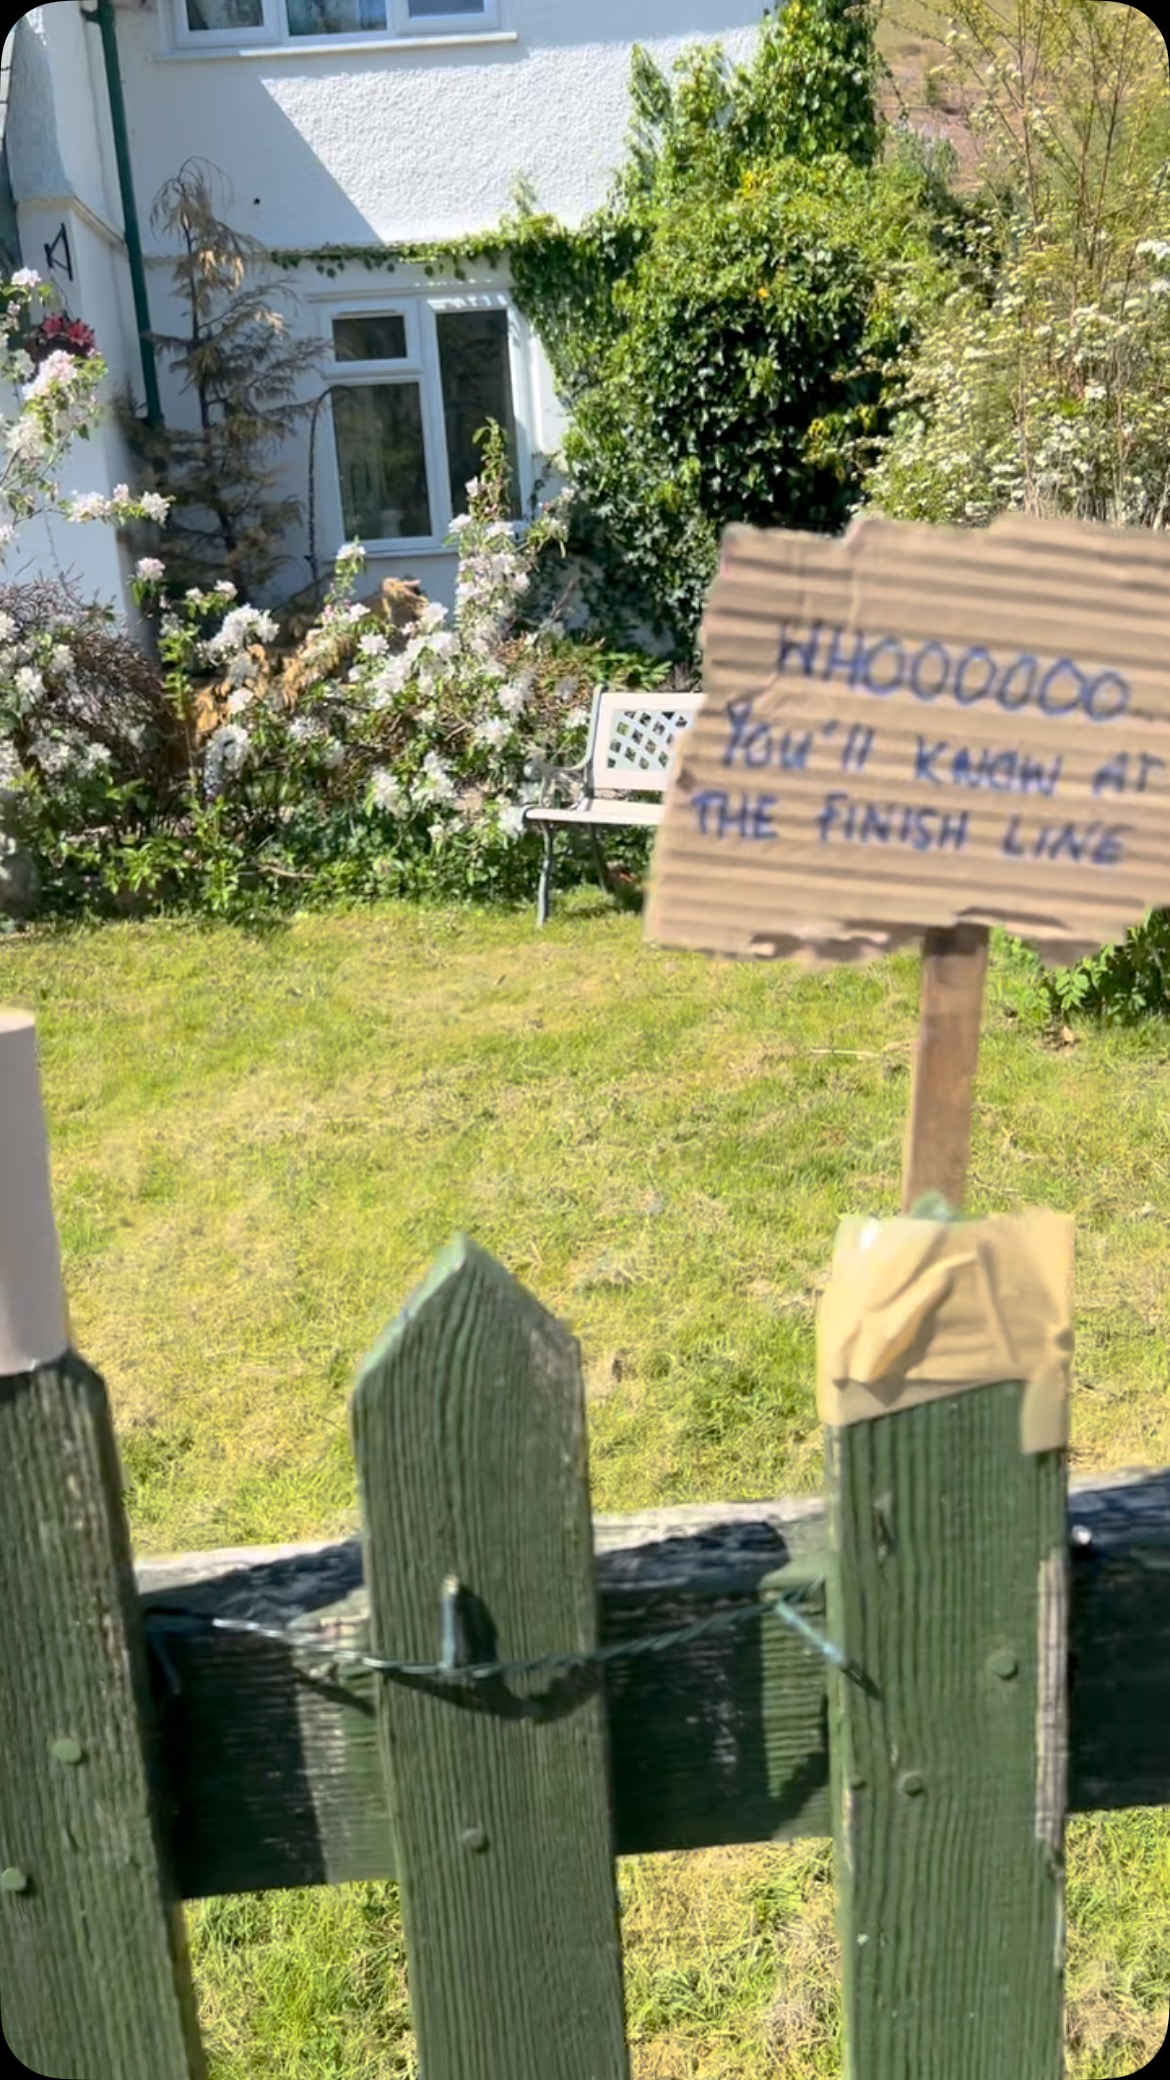 WHOOOOOO..
You'll KNOW AT
THE FINISH LINE